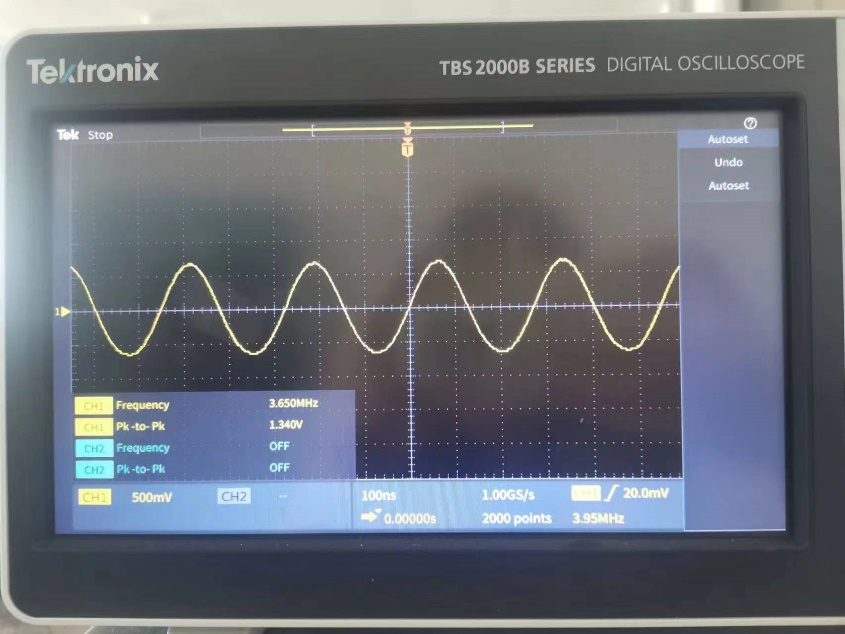 Tektronix
TBS 2000B SERIES DIGITAL OSCILLOSCOPE
Tek Stop
T
Autoset
Undo
Autoset
1
CH1 Frequency 3.650MHz
CH1 Pk-to-Pk 1.340V
CH2 Frequency OFF
CH2 Pk-to-Pk OFF
CH1 500mV CH2 --
100ns 1.00GS/s CH1 20.0mV
0.00000s 2000 points 3.95MHz